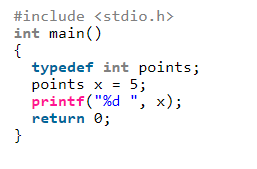 #include <stdio.h>
int main()
{
  typedef int points;
  points x = 5;
  printf("%d ", x);
  return 0;
}